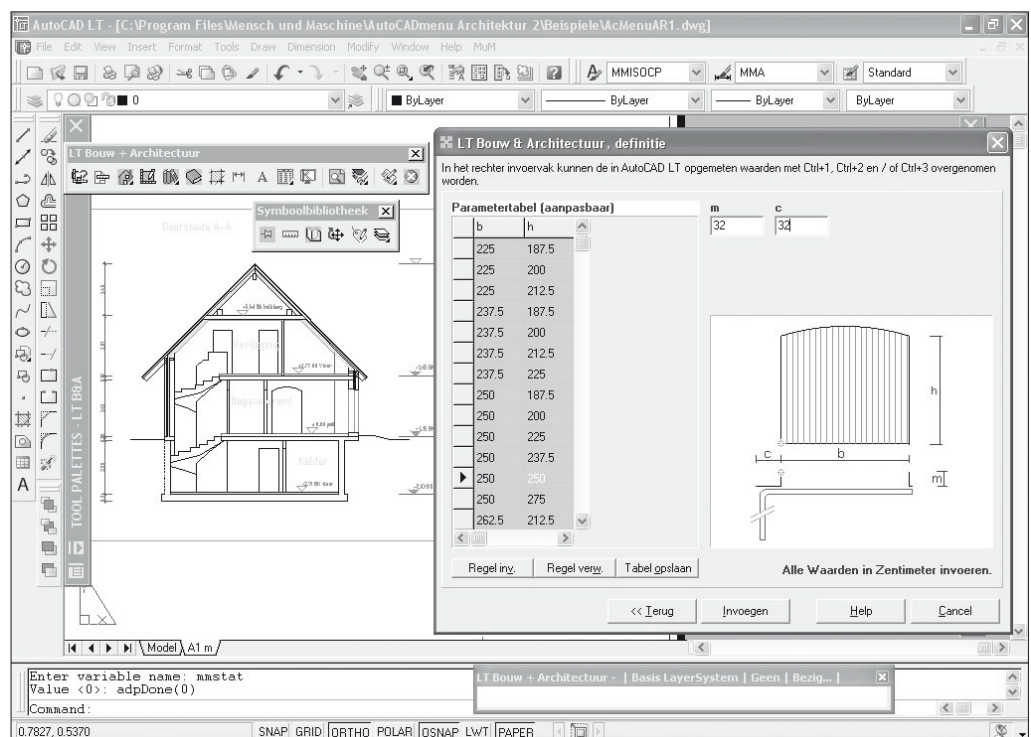 AutoCAD LT - [C:\Program Files\Mensch und Maschine\AutoCADmenu Architektur 2\Beispiele\AcMenuAR1.dwg]
File Edit View Insert Format Tools Draw Dimension Modify Window Help MuM
MMISOCP MMA Standard
0 ByLayer ByLayer ByLayer ByLayer
LT Bouw + Architectuur
Symboolbibliotheek
Doorsnede A-A
Kelder
TOOL PALETTES - LT B&A
LT Bouw & Architectuur, definitie
In het rechter invoervak kunnen de in AutoCAD LT opgemeten waarden met Ctrl+1, Ctrl+2 en / of Ctrl+3 overgenomen
worden.
Parametertabel (aanpasbaar)
m c
32 32
b h
225 187.5
225 200
225 212.5
237.5 187.5
237.5 200
237.5 212.5
237.5 225
250 187.5
250 200
250 225
250 237.5
250 250
250 275
262.5 212.5
h
c b
m
Regel inv. Regel verw. Tabel opslaan
Alle Waarden in Zentimeter invoeren.
<< Terug Invoegen Help Cancel
Model A1 m
Enter variable name: mmstat
Value <0>: adpDone(0)
Command:
LT Bouw + Architectuur - | Basis LayerSystem | Geen | Bezig...|
0.7827, 0.5370 SNAP GRID ORTHO POLAR OSNAP LWT PAPER